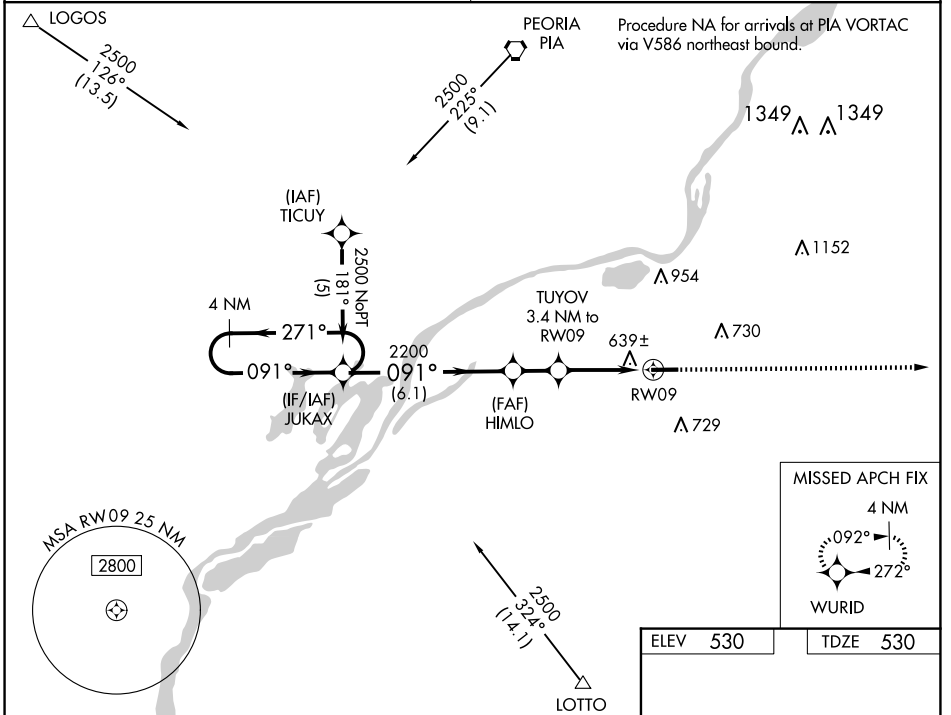 LOGOS
2500
126°
(13.5)
PEORIA
PIA
2500
225°
(9.1)
Procedure NA for arrivals at PIA VORTAC
via V586 northeast bound.
1349
1349
(IAF)
TICUY
2500 NoPT
181°
(5)
1152
954
4 NM
271°
TUYOV
3.4 NM to
RW09
730
639±
091°
2200
091°
(6.1)
(IF/IAF)
JUKAX
(FAF)
HIMLO
RW09
729
MSA RW09 25 NM
2800
2500
324°
(14.1)
LOTTO
MISSED APCH FIX
4 NM
092°
272°
WURID
ELEV 530
TDZE 530